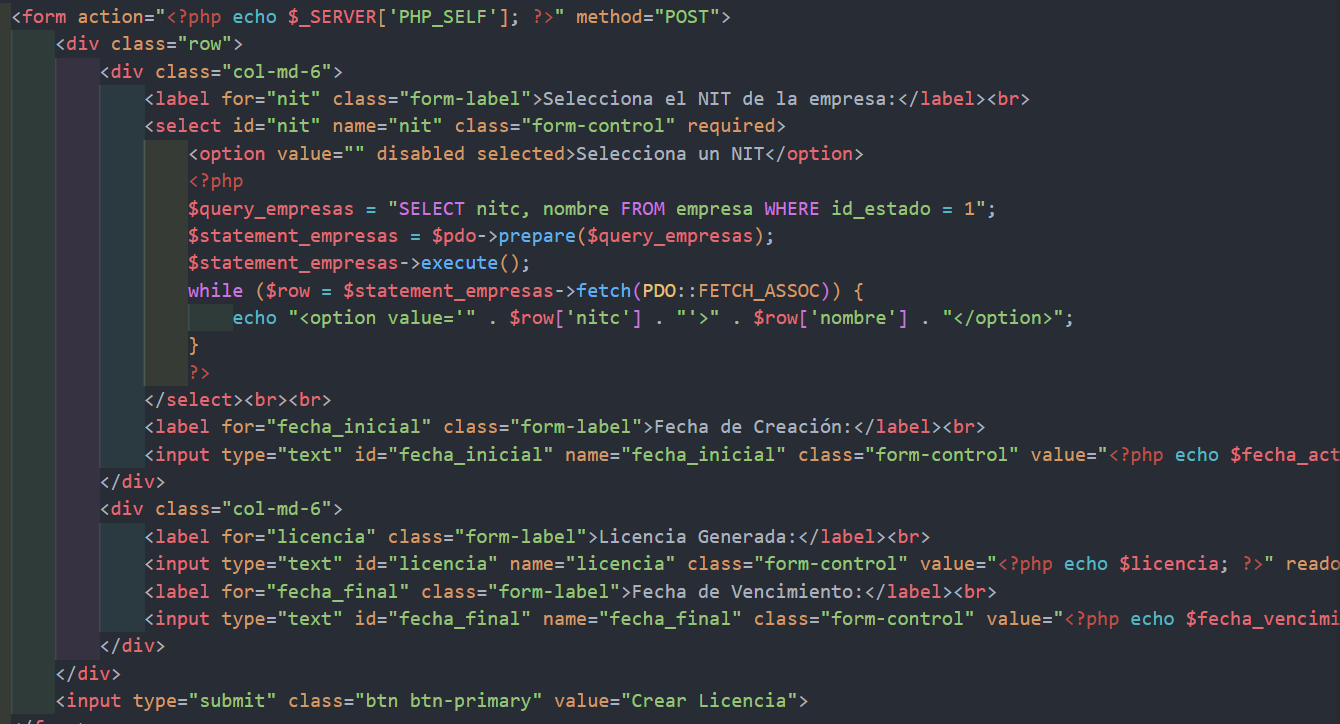 <form action="<?php echo $_SERVER['PHP_SELF']; ?>" method="POST">
<div class="row">
<div class="col-md-6">
<label for="nit" class="form-label">Selecciona el NIT de la empresa:</label><br>
<select id="nit" name="nit" class="form-control" required>
<option value="" disabled selected>Selecciona un NIT</option>
<?php
$query_empresas = "SELECT nitc, nombre FROM empresa WHERE id_estado = 1";
$statement_empresas = $pdo->prepare($query_empresas);
$statement_empresas->execute();
while ($row = $statement_empresas->fetch(PDO::FETCH_ASSOC)) {
echo "<option value='" . $row['nitc'] . "'>" . $row['nombre'] . "</option>";
}
?>
</select><br><br>
<label for="fecha_inicial" class="form-label">Fecha de Creación:</label><br>
<input type="text" id="fecha_inicial" name="fecha_inicial" class="form-control" value="<?php echo $fecha_act
</div>
<div class="col-md-6">
<label for="licencia" class="form-label">Licencia Generada:</label><br>
<input type="text" id="licencia" name="licencia" class="form-control" value="<?php echo $licencia; ?>" reado
<label for="fecha_final" class="form-label">Fecha de Vencimiento:</label><br>
<input type="text" id="fecha_final" name="fecha_final" class="form-control" value="<?php echo $fecha_vencimi
</div>
</div>
<input type="submit" class="btn btn-primary" value="Crear Licencia">